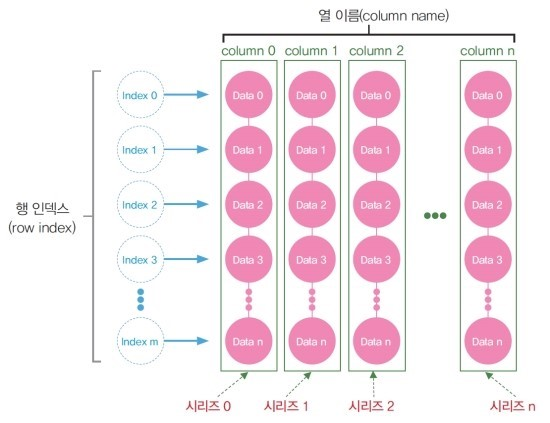 열 이름(column name)
column 0 column 1 column 2 column n
Index 0 Data 0 Data 0 Data 0 Data 0
Index 1 Data 1 Data 1 Data 1 Data 1
행 인덱스
(row index)
Index 2 Data 2 Data 2 Data 2 Data 2
Index 3 Data 3 Data 3 Data 3 Data 3
Index m Data n Data n Data n Data n
시리즈 0 시리즈 1 시리즈 2 시리즈 n